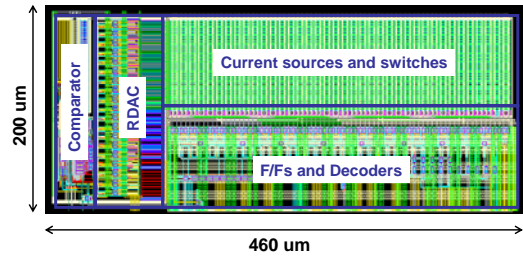 200 um
Comparator
RDAC
Current sources and switches
F/Fs and Decoders
460 um